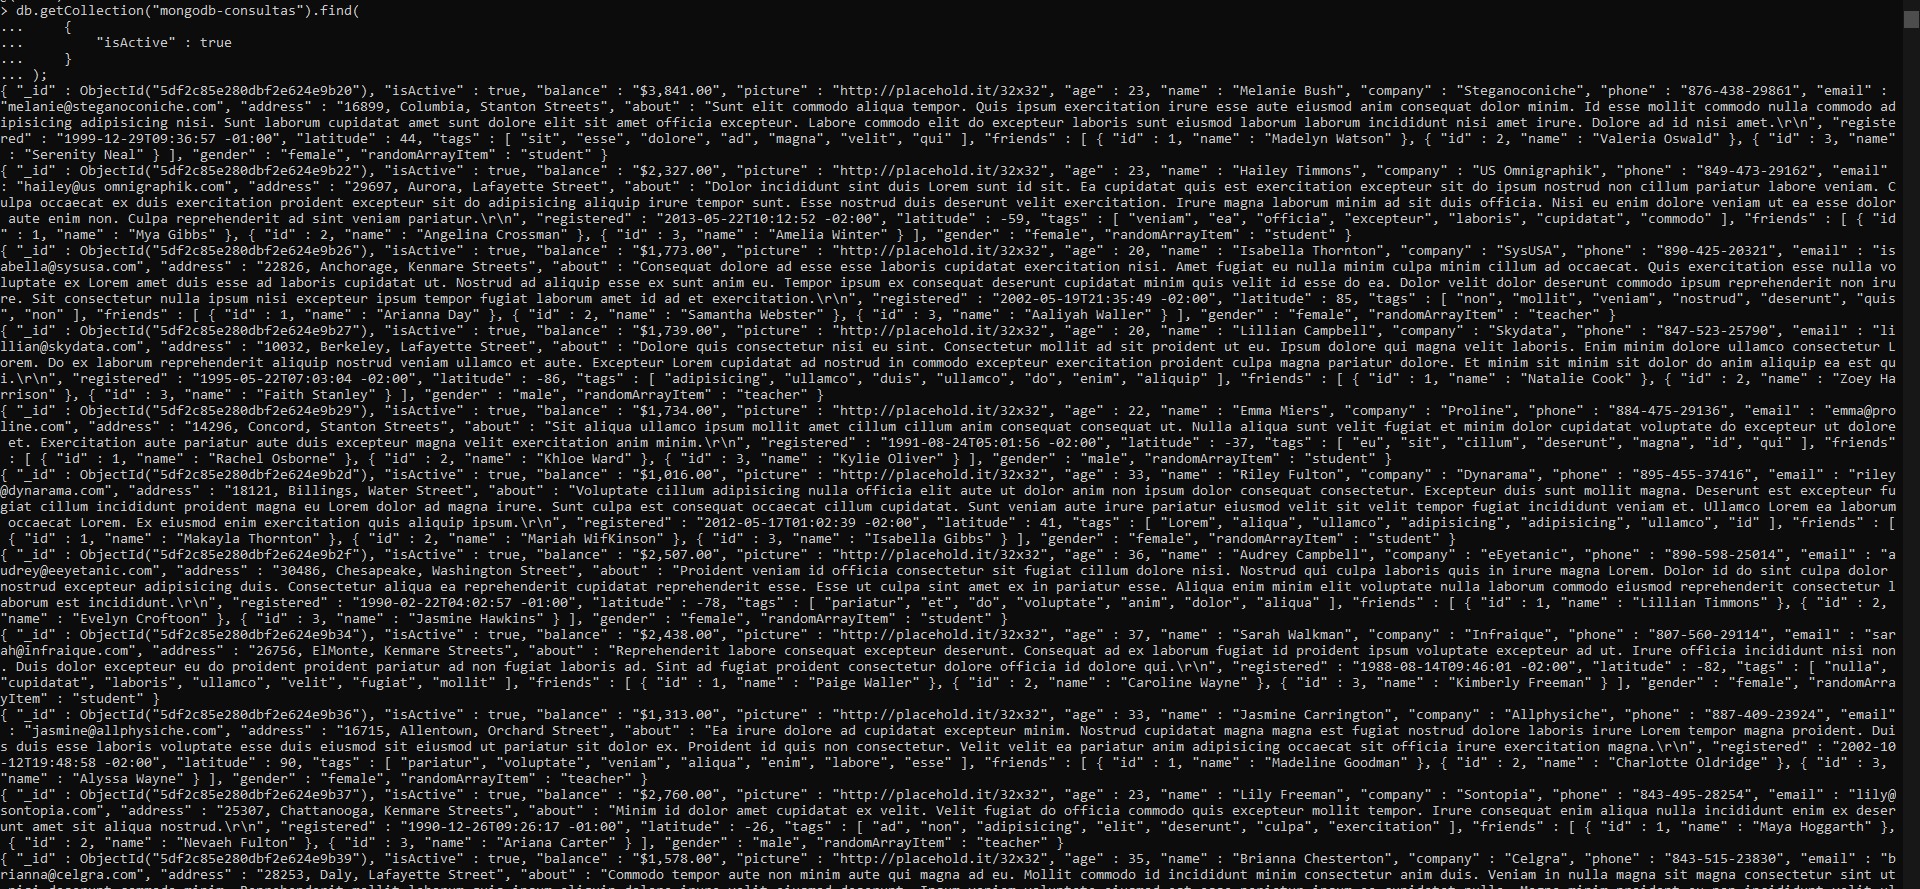 > db.getCollection("mongodb-consultas").find(
...     {
...         "isActive" : true
...     }
... );
{ "_id" : ObjectId("5df2c85e280dbf2e624e9b20"), "isActive" : true, "balance" : "$3,841.00", "picture" : "http://placehold.it/32x32", "age" : 23, "name" : "Melanie Bush", "company" : "Steganoconiche", "phone" : "876-438-29861", "email" :
"melanie@steganoconiche.com", "address" : "16899, Columbia, Stanton Streets", "about" : "Sunt elit commodo aliqua tempor. Quis ipsum exercitation irure esse aute eiusmod anim consequat dolor minim. Id esse mollit commodo nulla commodo ad
ipisicing adipisicing nisi. Sunt laborum cupidatat amet sunt dolore elit sit amet officia excepteur. Labore commodo elit do excepteur laboris sunt eiusmod laborum laborum incididunt nisi amet irure. Dolore ad id nisi amet.\r\n", "registe
red" : "1999-12-29T09:36:57 -01:00", "latitude" : 44, "tags" : [ "sit", "esse", "dolore", "ad", "magna", "velit", "qui" ], "friends" : [ { "id" : 1, "name" : "Madelyn Watson" }, { "id" : 2, "name" : "Valeria Oswald" }, { "id" : 3, "name"
 : "Serenity Neal" } ], "gender" : "female", "randomArrayItem" : "student" }
{ "_id" : ObjectId("5df2c85e280dbf2e624e9b22"), "isActive" : true, "balance" : "$2,327.00", "picture" : "http://placehold.it/32x32", "age" : 23, "name" : "Hailey Timmons", "company" : "US Omnigraphik", "phone" : "849-473-29162", "email"
: "hailey@us omnigraphik.com", "address" : "29697, Aurora, Lafayette Street", "about" : "Dolor incididunt sint duis Lorem sunt id sit. Ea cupidatat quis est exercitation excepteur sit do ipsum nostrud non cillum pariatur labore veniam. C
ulpa occaecat ex duis exercitation proident excepteur sit do adipisicing aliquip irure tempor sunt. Esse nostrud duis deserunt velit exercitation. Irure magna laborum minim ad sit duis officia. Nisi eu enim dolore veniam ut ea esse dolor
 aute enim non. Culpa reprehenderit ad sint veniam pariatur.\r\n", "registered" : "2013-05-22T10:12:52 -02:00", "latitude" : -59, "tags" : [ "veniam", "ea", "officia", "excepteur", "laboris", "cupidatat", "commodo" ], "friends" : [ { "id
" : 1, "name" : "Mya Gibbs" }, { "id" : 2, "name" : "Angelina Crossman" }, { "id" : 3, "name" : "Amelia Winter" } ], "gender" : "female", "randomArrayItem" : "student" }
{ "_id" : ObjectId("5df2c85e280dbf2e624e9b26"), "isActive" : true, "balance" : "$1,773.00", "picture" : "http://placehold.it/32x32", "age" : 20, "name" : "Isabella Thornton", "company" : "SysUSA", "phone" : "890-425-20321", "email" : "is
abella@sysusa.com", "address" : "22826, Anchorage, Kenmare Streets", "about" : "Consequat dolore ad esse esse laboris cupidatat exercitation nisi. Amet fugiat eu nulla minim culpa minim cillum ad occaecat. Quis exercitation esse nulla vo
luptate ex Lorem amet duis esse ad laboris cupidatat ut. Nostrud ad aliquip esse ex sunt anim eu. Tempor ipsum ex consequat deserunt cupidatat minim quis velit id esse do ea. Dolor velit dolor deserunt commodo ipsum reprehenderit non iru
re. Sit consectetur nulla ipsum nisi excepteur ipsum tempor fugiat laborum amet id ad et exercitation.\r\n", "registered" : "2002-05-19T21:35:49 -02:00", "latitude" : 85, "tags" : [ "non", "mollit", "veniam", "nostrud", "deserunt", "quis
", "non" ], "friends" : [ { "id" : 1, "name" : "Arianna Day" }, { "id" : 2, "name" : "Samantha Webster" }, { "id" : 3, "name" : "Aaliyah Waller" } ], "gender" : "female", "randomArrayItem" : "teacher" }
{ "_id" : ObjectId("5df2c85e280dbf2e624e9b27"), "isActive" : true, "balance" : "$1,739.00", "picture" : "http://placehold.it/32x32", "age" : 20, "name" : "Lillian Campbell", "company" : "Skydata", "phone" : "847-523-25790", "email" : "li
llian@skydata.com", "address" : "10032, Berkeley, Lafayette Street", "about" : "Dolore quis consectetur nisi eu sint. Consectetur mollit ad sit proident ut eu. Ipsum dolore qui magna velit laboris. Enim minim dolore ullamco consectetur L
orem. Do ex laborum reprehenderit aliquip nostrud veniam ullamco et aute. Excepteur Lorem cupidatat ad nostrud in commodo excepteur exercitation proident culpa magna pariatur dolore. Et minim sit minim sit dolor do anim aliquip ea est qu
i.\r\n", "registered" : "1995-05-22T07:03:04 -02:00", "latitude" : -86, "tags" : [ "adipisicing", "ullamco", "duis", "ullamco", "do", "enim", "aliquip" ], "friends" : [ { "id" : 1, "name" : "Natalie Cook" }, { "id" : 2, "name" : "Zoey Ha
rrison" }, { "id" : 3, "name" : "Faith Stanley" } ], "gender" : "male", "randomArrayItem" : "teacher" }
{ "_id" : ObjectId("5df2c85e280dbf2e624e9b29"), "isActive" : true, "balance" : "$1,734.00", "picture" : "http://placehold.it/32x32", "age" : 22, "name" : "Emma Miers", "company" : "Proline", "phone" : "884-475-29136", "email" : "emma@pro
line.com", "address" : "14296, Concord, Stanton Streets", "about" : "Sit aliqua ullamco ipsum mollit amet cillum cillum anim consequat consequat ut. Nulla aliqua sunt velit fugiat et minim dolor cupidatat voluptate do excepteur ut dolore
 et. Exercitation aute pariatur aute duis excepteur magna velit exercitation anim minim.\r\n", "registered" : "1991-08-24T05:01:56 -02:00", "latitude" : -37, "tags" : [ "eu", "sit", "cillum", "deserunt", "magna", "id", "qui" ], "friends"
 : [ { "id" : 1, "name" : "Rachel Osborne" }, { "id" : 2, "name" : "Khloe Ward" }, { "id" : 3, "name" : "Kylie Oliver" } ], "gender" : "male", "randomArrayItem" : "student" }
{ "_id" : ObjectId("5df2c85e280dbf2e624e9b2d"), "isActive" : true, "balance" : "$1,016.00", "picture" : "http://placehold.it/32x32", "age" : 33, "name" : "Riley Fulton", "company" : "Dynarama", "phone" : "895-455-37416", "email" : "riley
@dynarama.com", "address" : "18121, Billings, Water Street", "about" : "Voluptate cillum adipisicing nulla officia elit aute ut dolor anim non ipsum dolor consequat consectetur. Excepteur duis sunt mollit magna. Deserunt est excepteur fu
giat cillum incididunt proident magna eu Lorem dolor ad magna irure. Sunt culpa est consequat occaecat cillum cupidatat. Sunt veniam aute irure pariatur eiusmod velit sit velit tempor fugiat incididunt veniam et. Ullamco Lorem ea laborum
 occaecat Lorem. Ex eiusmod enim exercitation quis aliquip ipsum.\r\n", "registered" : "2012-05-17T01:02:39 -02:00", "latitude" : 41, "tags" : [ "Lorem", "aliqua", "ullamco", "adipisicing", "adipisicing", "ullamco", "id" ], "friends" : [
 { "id" : 1, "name" : "Makayla Thornton" }, { "id" : 2, "name" : "Mariah WifKinson" }, { "id" : 3, "name" : "Isabella Gibbs" } ], "gender" : "female", "randomArrayItem" : "student" }
{ "_id" : ObjectId("5df2c85e280dbf2e624e9b2f"), "isActive" : true, "balance" : "$2,507.00", "picture" : "http://placehold.it/32x32", "age" : 36, "name" : "Audrey Campbell", "company" : "eEyetanic", "phone" : "890-598-25014", "email" : "a
udrey@eeyetanic.com", "address" : "30486, Chesapeake, Washington Street", "about" : "Proident veniam id officia consectetur sit fugiat cillum dolore nisi. Nostrud qui culpa laboris quis in irure magna Lorem. Dolor id do sint culpa dolor
nostrud excepteur adipisicing duis. Consectetur aliqua ea reprehenderit cupidatat reprehenderit esse. Esse ut culpa sint amet ex in pariatur esse. Aliqua enim minim elit voluptate nulla laborum commodo eiusmod reprehenderit consectetur l
aborum est incididunt.\r\n", "registered" : "1990-02-22T04:02:57 -01:00", "latitude" : -78, "tags" : [ "pariatur", "et", "do", "voluptate", "anim", "dolor", "aliqua" ], "friends" : [ { "id" : 1, "name" : "Lillian Timmons" }, { "id" : 2,
"name" : "Evelyn Croftoon" }, { "id" : 3, "name" : "Jasmine Hawkins" } ], "gender" : "female", "randomArrayItem" : "student" }
{ "_id" : ObjectId("5df2c85e280dbf2e624e9b34"), "isActive" : true, "balance" : "$2,438.00", "picture" : "http://placehold.it/32x32", "age" : 37, "name" : "Sarah Walkman", "company" : "Infraique", "phone" : "807-560-29114", "email" : "sar
ah@infraique.com", "address" : "26756, ElMonte, Kenmare Streets", "about" : "Reprehenderit labore consequat excepteur deserunt. Consequat ad ex laborum fugiat id proident ipsum voluptate excepteur ad ut. Irure officia incididunt nisi non
. Duis dolor excepteur eu do proident proident pariatur ad non fugiat laboris ad. Sint ad fugiat proident consectetur dolore officia id dolore qui.\r\n", "registered" : "1988-08-14T09:46:01 -02:00", "latitude" : -82, "tags" : [ "nulla",
"cupidatat", "laboris", "ullamco", "velit", "fugiat", "mollit" ], "friends" : [ { "id" : 1, "name" : "Paige Waller" }, { "id" : 2, "name" : "Caroline Wayne" }, { "id" : 3, "name" : "Kimberly Freeman" } ], "gender" : "female", "randomArra
yItem" : "student" }
{ "_id" : ObjectId("5df2c85e280dbf2e624e9b36"), "isActive" : true, "balance" : "$1,313.00", "picture" : "http://placehold.it/32x32", "age" : 33, "name" : "Jasmine Carrington", "company" : "Allphysiche", "phone" : "887-409-23924", "email"
 : "jasmine@allphysiche.com", "address" : "16715, Allentown, Orchard Street", "about" : "Ea irure dolore ad cupidatat excepteur minim. Nostrud cupidatat magna magna est fugiat nostrud dolore laboris irure Lorem tempor magna proident. Dui
s duis esse laboris voluptate esse duis eiusmod sit eiusmod ut pariatur sit dolor ex. Proident id quis non consectetur. Velit velit ea pariatur anim adipisicing occaecat sit officia irure exercitation magna.\r\n", "registered" : "2002-10
-12T19:48:58 -02:00", "latitude" : 90, "tags" : [ "pariatur", "voluptate", "veniam", "aliqua", "enim", "labore", "esse" ], "friends" : [ { "id" : 1, "name" : "Madeline Goodman" }, { "id" : 2, "name" : "Charlotte Oldridge" }, { "id" : 3,
"name" : "Alyssa Wayne" } ], "gender" : "female", "randomArrayItem" : "teacher" }
{ "_id" : ObjectId("5df2c85e280dbf2e624e9b37"), "isActive" : true, "balance" : "$2,760.00", "picture" : "http://placehold.it/32x32", "age" : 23, "name" : "Lily Freeman", "company" : "Sontopia", "phone" : "843-495-28254", "email" : "lily@
sontopia.com", "address" : "25307, Chattanooga, Kenmare Streets", "about" : "Minim id dolor amet cupidatat ex velit. Velit fugiat do officia commodo quis excepteur mollit tempor. Irure consequat enim aliqua nulla incididunt enim ex deser
unt amet sit aliqua nostrud.\r\n", "registered" : "1990-12-26T09:26:17 -01:00", "latitude" : -26, "tags" : [ "ad", "non", "adipisicing", "elit", "deserunt", "culpa", "exercitation" ], "friends" : [ { "id" : 1, "name" : "Maya Hoggarth" },
 { "id" : 2, "name" : "Nevaeh Fulton" }, { "id" : 3, "name" : "Ariana Carter" } ], "gender" : "male", "randomArrayItem" : "teacher" }
{ "_id" : ObjectId("5df2c85e280dbf2e624e9b39"), "isActive" : true, "balance" : "$1,578.00", "picture" : "http://placehold.it/32x32", "age" : 35, "name" : "Brianna Chesterton", "company" : "Celgra", "phone" : "843-515-23830", "email" : "b
rianna@celgra.com", "address" : "28253, Daly, Lafayette Street", "about" : "Commodo tempor aute non minim aute qui magna ad eu. Mollit commodo id minim consectetur anim duis. Veniam in nulla magna sit magna consectetur sint ut